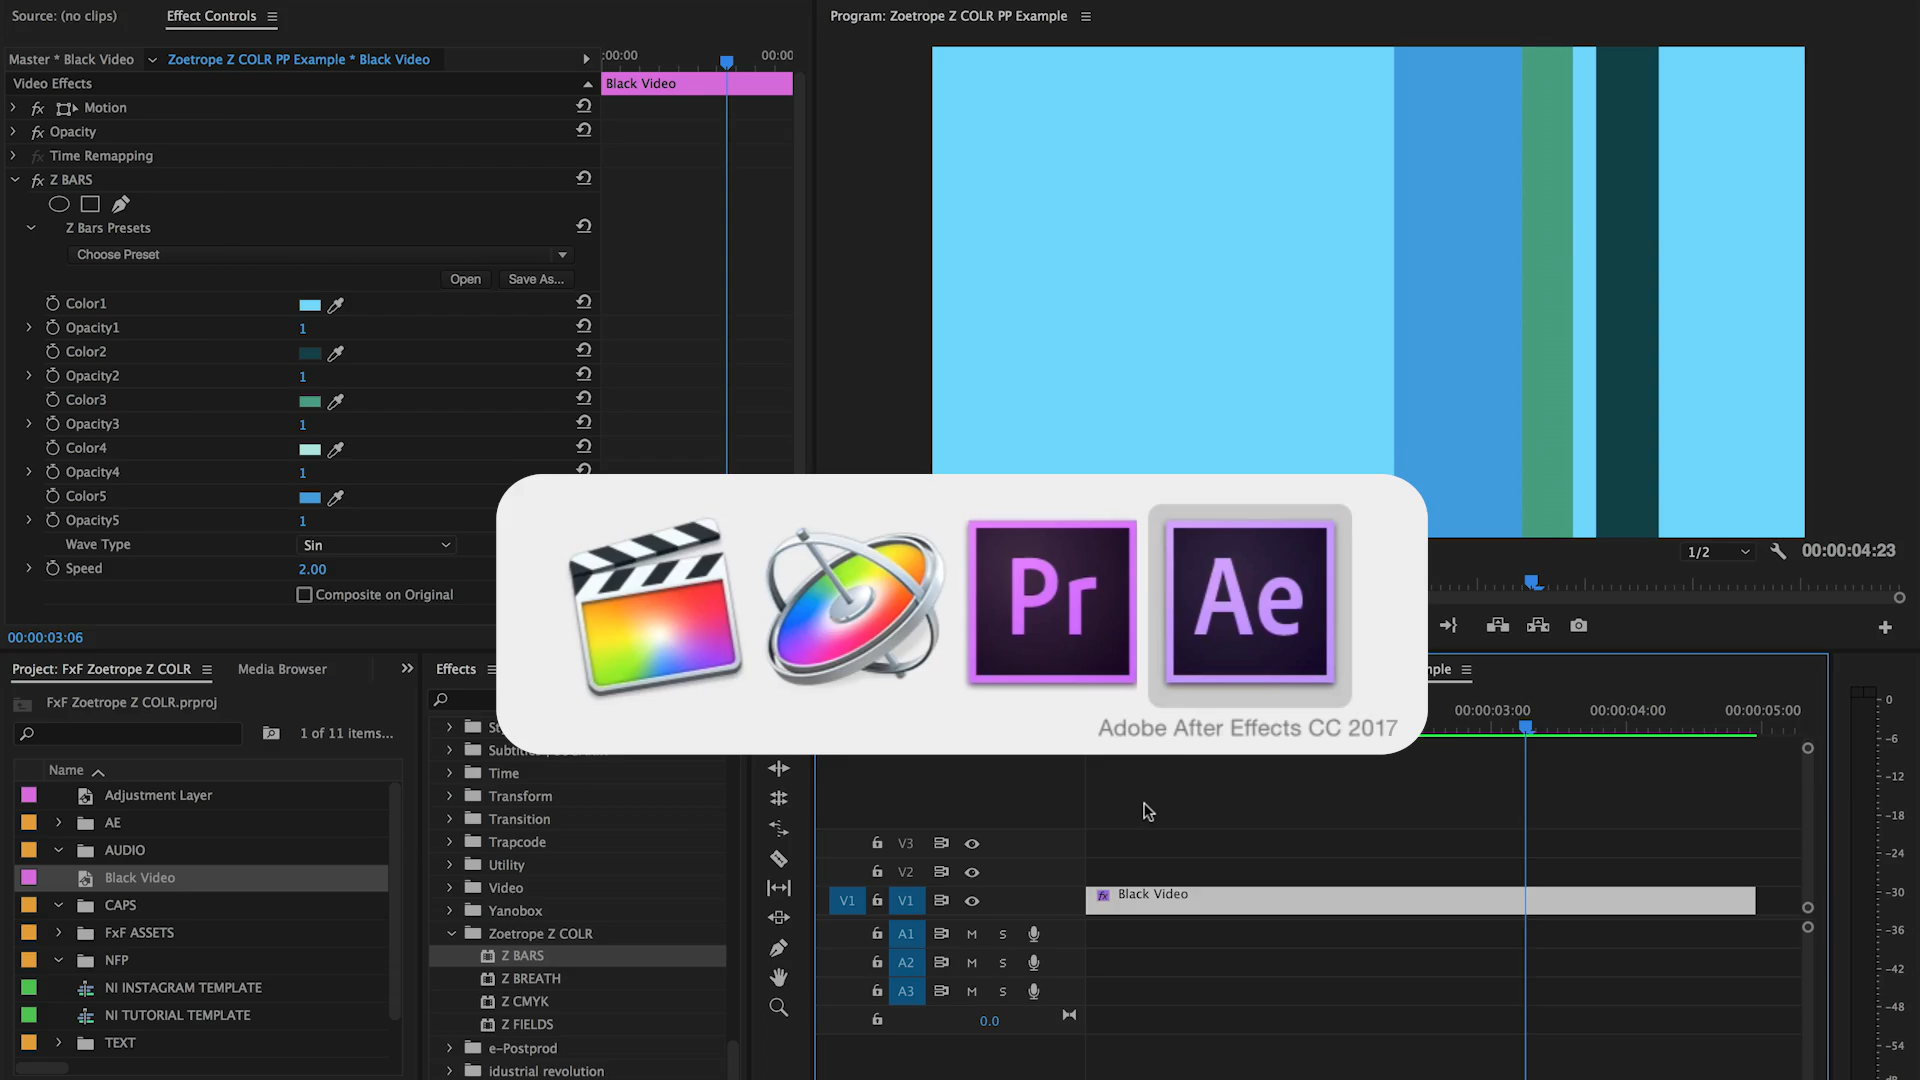 Source: (no clips)
Effect Controls
Program: Zoetrope Z COLR PP Example
Master * Black Video
Zoetrope Z COLR PP Example * Black Video
:00:00
00:00
Video Effects
Black Video
fx Motion
fx Opacity
fx Time Remapping
fx Z BARS
Z Bars Presets
Choose Preset
Open
Save As...
Color1
Opacity1
1
Color2
Opacity2
1
Color3
Opacity3
1
Color4
Opacity4
1
Color5
Opacity5
1
Wave Type
Sin
Speed
2.00
Composite on Original
00:00:03:06
Pr
Ae
Adobe After Effects CC 2017
1/2
00:00:04:23
Project: FxF Zoetrope Z COLR
Media Browser
FxF Zoetrope Z COLR.prproj
1 of 11 items...
Name
Adjustment Layer
AE
AUDIO
Black Video
CAPS
FxF ASSETS
NFP
NI INSTAGRAM TEMPLATE
NI TUTORIAL TEMPLATE
TEXT
Effects
Time
Transform
Transition
Trapcode
Utility
Video
Yanobox
Zoetrope Z COLR
Z BARS
Z BREATH
Z CMYK
Z FIELDS
e-Postprod
idustrial revolution
mple
00:00:03:00
00:00:04:00
00:00:05:00
V3
V2
V1 V1
fx Black Video
A1 M S
A2 M S
A3 M S
0.0
0
-6
-12
-18
-24
-30
-36
-42
-48
-54
dB